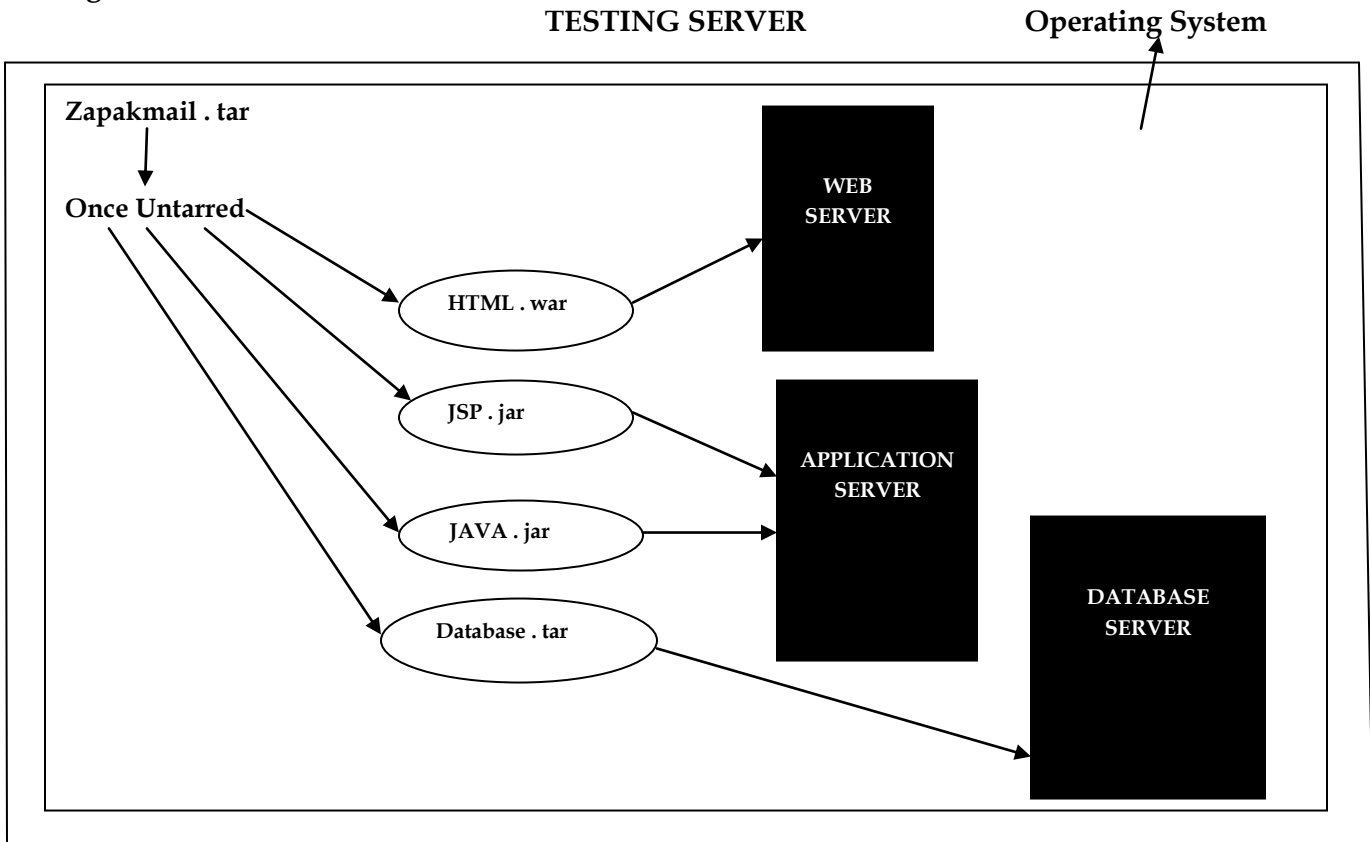 TESTING SERVER
Operating System
Zapakmail . tar
Once Untarred
WEB
SERVER
HTML . war
JSP . jar
APPLICATION
SERVER
JAVA . jar
Database . tar
DATABASE
SERVER